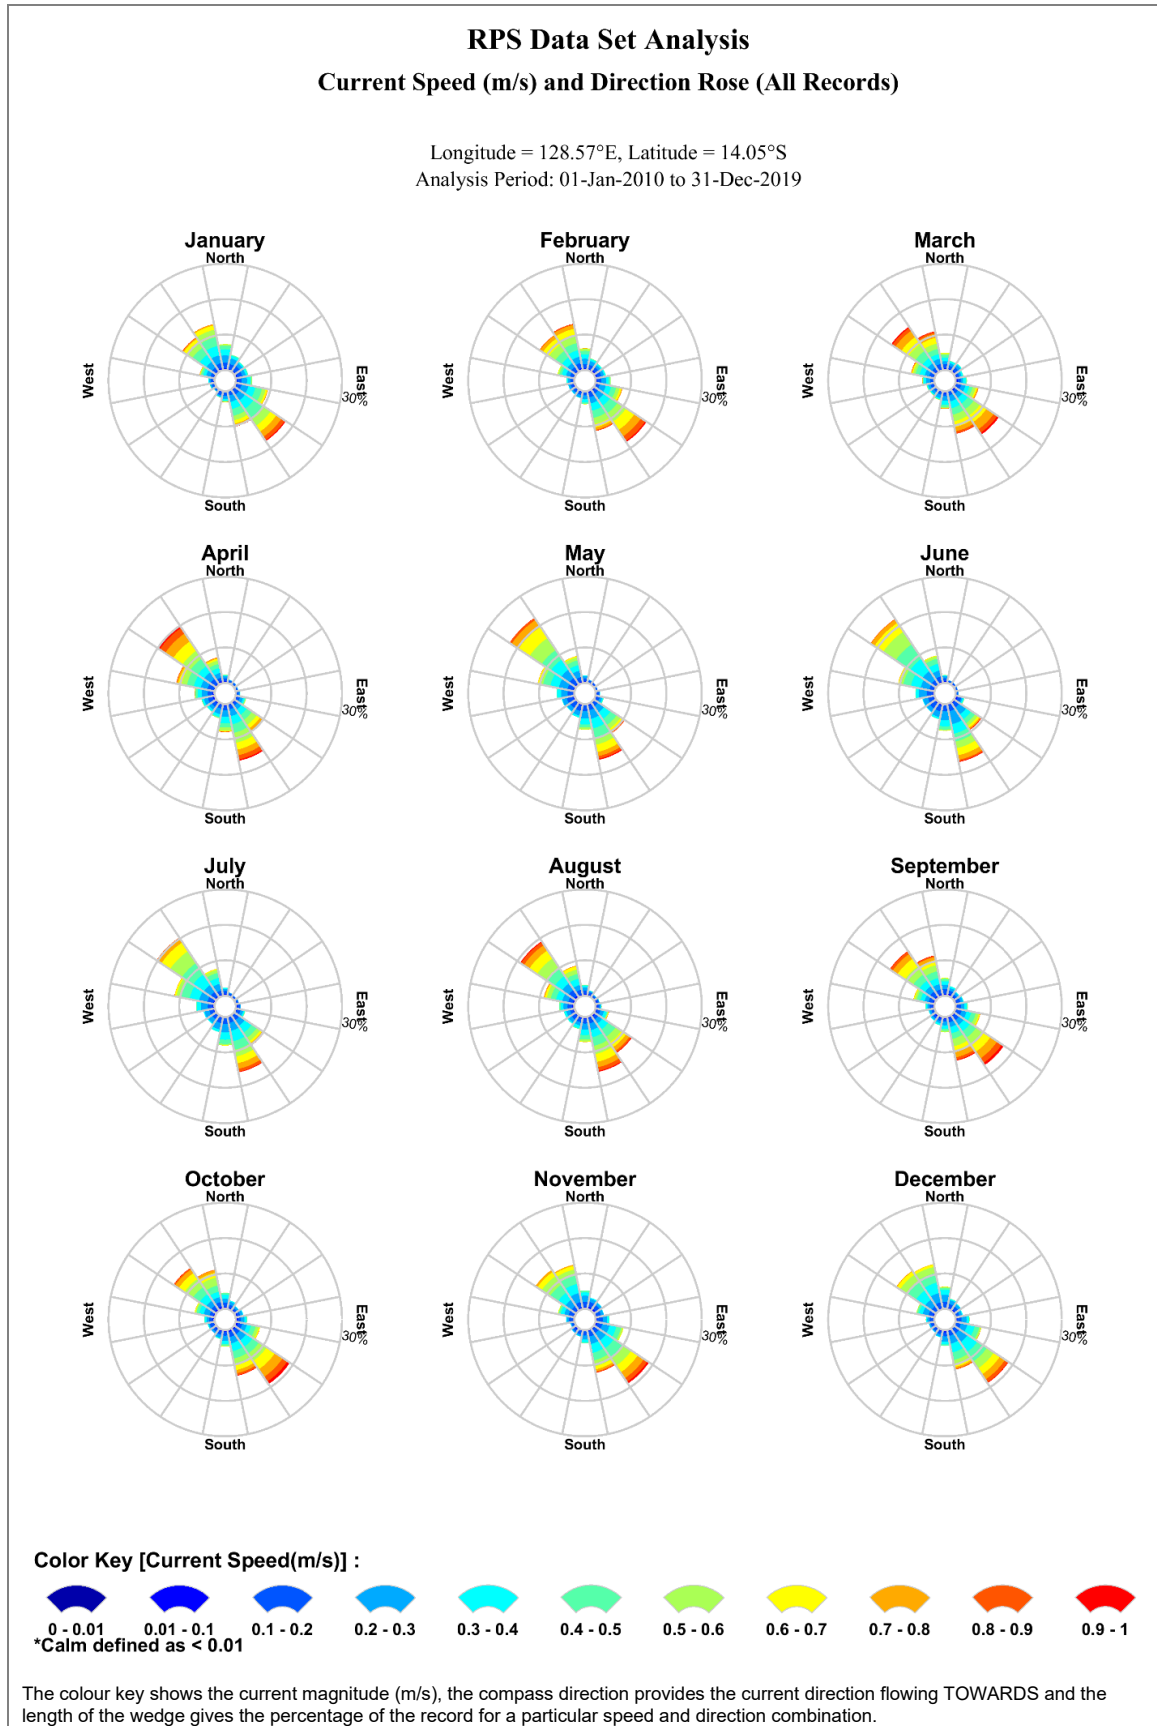 RPS Data Set Analysis
Current Speed (m/s) and Direction Rose (All Records)
Longitude = 128.57°E, Latitude = 14.05°S
Analysis Period: 01-Jan-2010 to 31-Dec-2019
January February March
North North North
West East 30% West East 30% West East 30%
South South South
April May June
North North North
West East 30% West East 30% West East 30%
South South South
July August September
North North North
West East 30% West East 30% West East 30%
South South South
October November December
North North North
West East 30% West East 30% West East 30%
South South South
Color Key [Current Speed(m/s)] :
0 - 0.01 0.01 - 0.1 0.1 - 0.2 0.2 - 0.3 0.3 - 0.4 0.4 - 0.5 0.5 - 0.6 0.6 - 0.7 0.7 - 0.8 0.8 - 0.9 0.9 - 1
*Calm defined as < 0.01
The colour key shows the current magnitude (m/s), the compass direction provides the current direction flowing TOWARDS and the
length of the wedge gives the percentage of the record for a particular speed and direction combination.